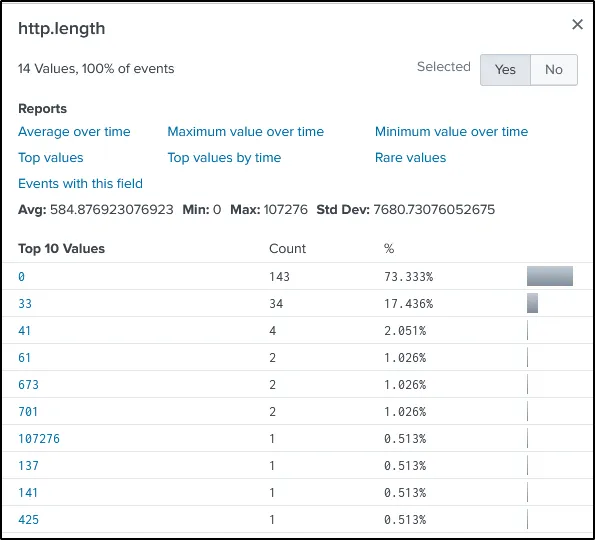 http.length ×
14 Values, 100% of events Selected Yes No
Reports
Average over time Maximum value over time Minimum value over time
Top values Top values by time Rare values
Events with this field
Avg: 584.876923076923 Min: 0 Max: 107276 Std Dev: 7680.73076052675
Top 10 Values Count %
0 143 73.333%
33 34 17.436%
41 4 2.051%
61 2 1.026%
673 2 1.026%
701 2 1.026%
107276 1 0.513%
137 1 0.513%
141 1 0.513%
425 1 0.513%